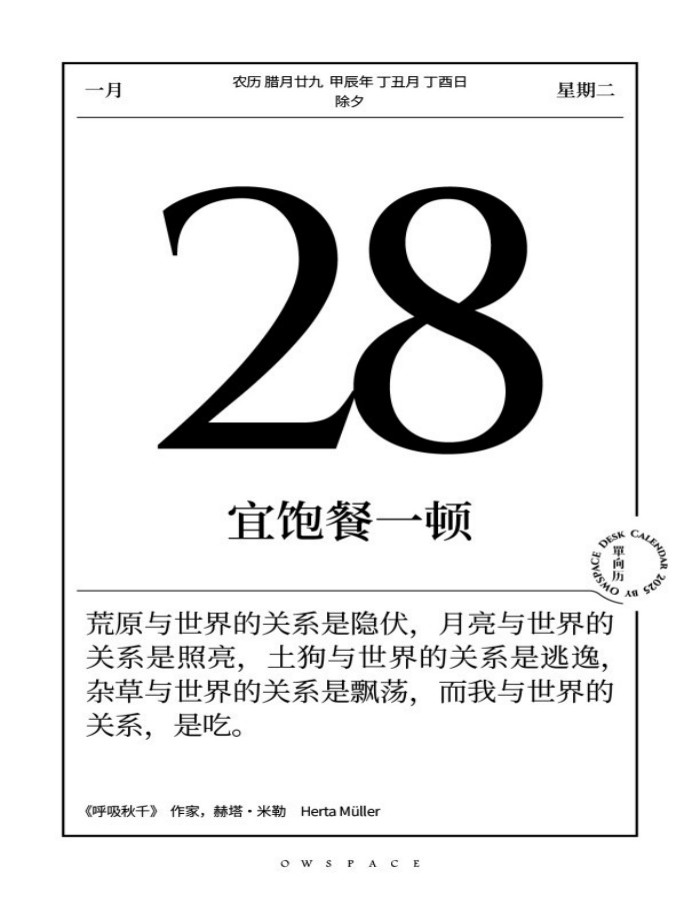 一月
农历 腊月廿九 甲辰年 丁丑月 丁酉日
除夕
星期二
28
宜饱餐一顿
OWSPACE DESK CALENDAR 2025 BY
單向历
荒原与世界的关系是隐伏，月亮与世界的
关系是照亮，土狗与世界的关系是逃逸，
杂草与世界的关系是飘荡，而我与世界的
关系，是吃。
《呼吸秋千》 作家，赫塔·米勒 Herta Müller
OWSPACE